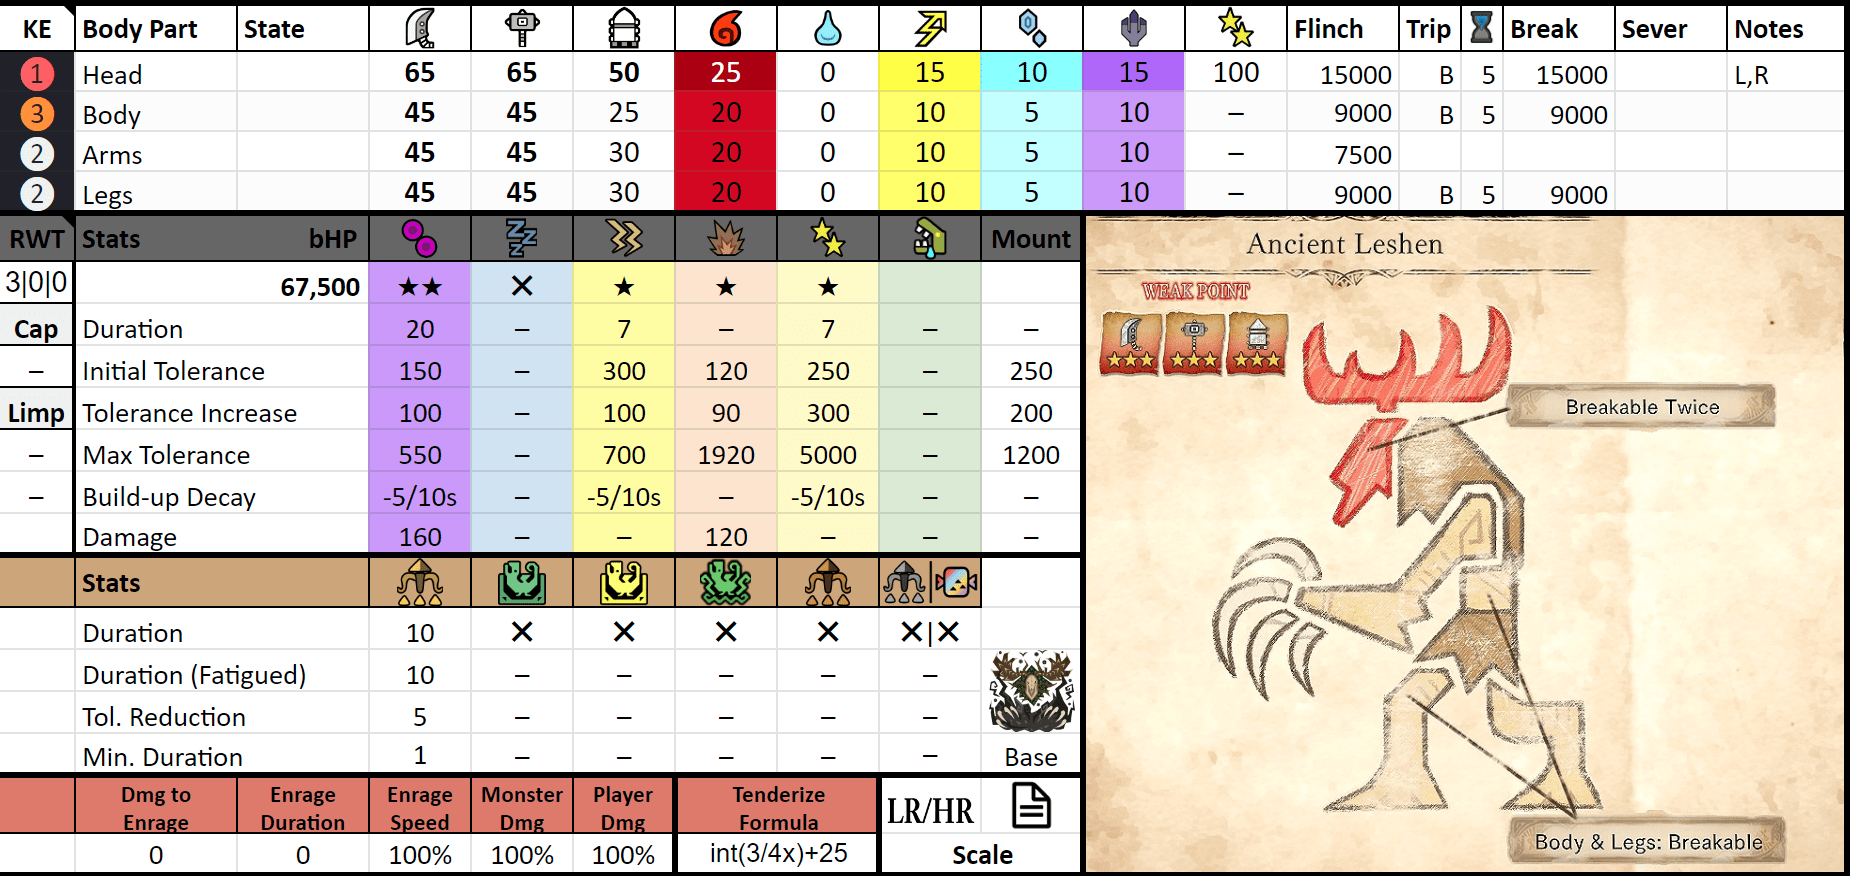 KE Body Part State Flinch Trip Break Sever Notes
1 Head 65 65 50 25 0 15 10 15 100 15000 B 5 15000 L,R
3 Body 45 45 25 20 0 10 5 10 – 9000 B 5 9000
2 Arms 45 45 30 20 0 10 5 10 – 7500
2 Legs 45 45 30 20 0 10 5 10 – 9000 B 5 9000
RWT Stats bHP Mount
3|0|0 67,500 ★★ ✕ ★ ★ ★
Cap Duration 20 – 7 – 7 – –
– Initial Tolerance 150 – 300 120 250 – 250
Limp Tolerance Increase 100 – 100 90 300 – 200
– Max Tolerance 550 – 700 1920 5000 – 1200
– Build-up Decay -5/10s – -5/10s – -5/10s – –
Damage 160 – – 120 – – –
Stats
Duration 10 ✕ ✕ ✕ ✕ ✕|✕
Duration (Fatigued) 10 – – – – –
Tol. Reduction 5 – – – – –
Min. Duration 1 – – – – – Base
Dmg to Enrage
Enrage Duration
Enrage Speed
Monster Dmg
Player Dmg
Tenderize Formula
LR/HR
0 0 100% 100% 100% int(3/4x)+25 Scale
Ancient Leshen
WEAK POINT
Breakable Twice
Body & Legs: Breakable